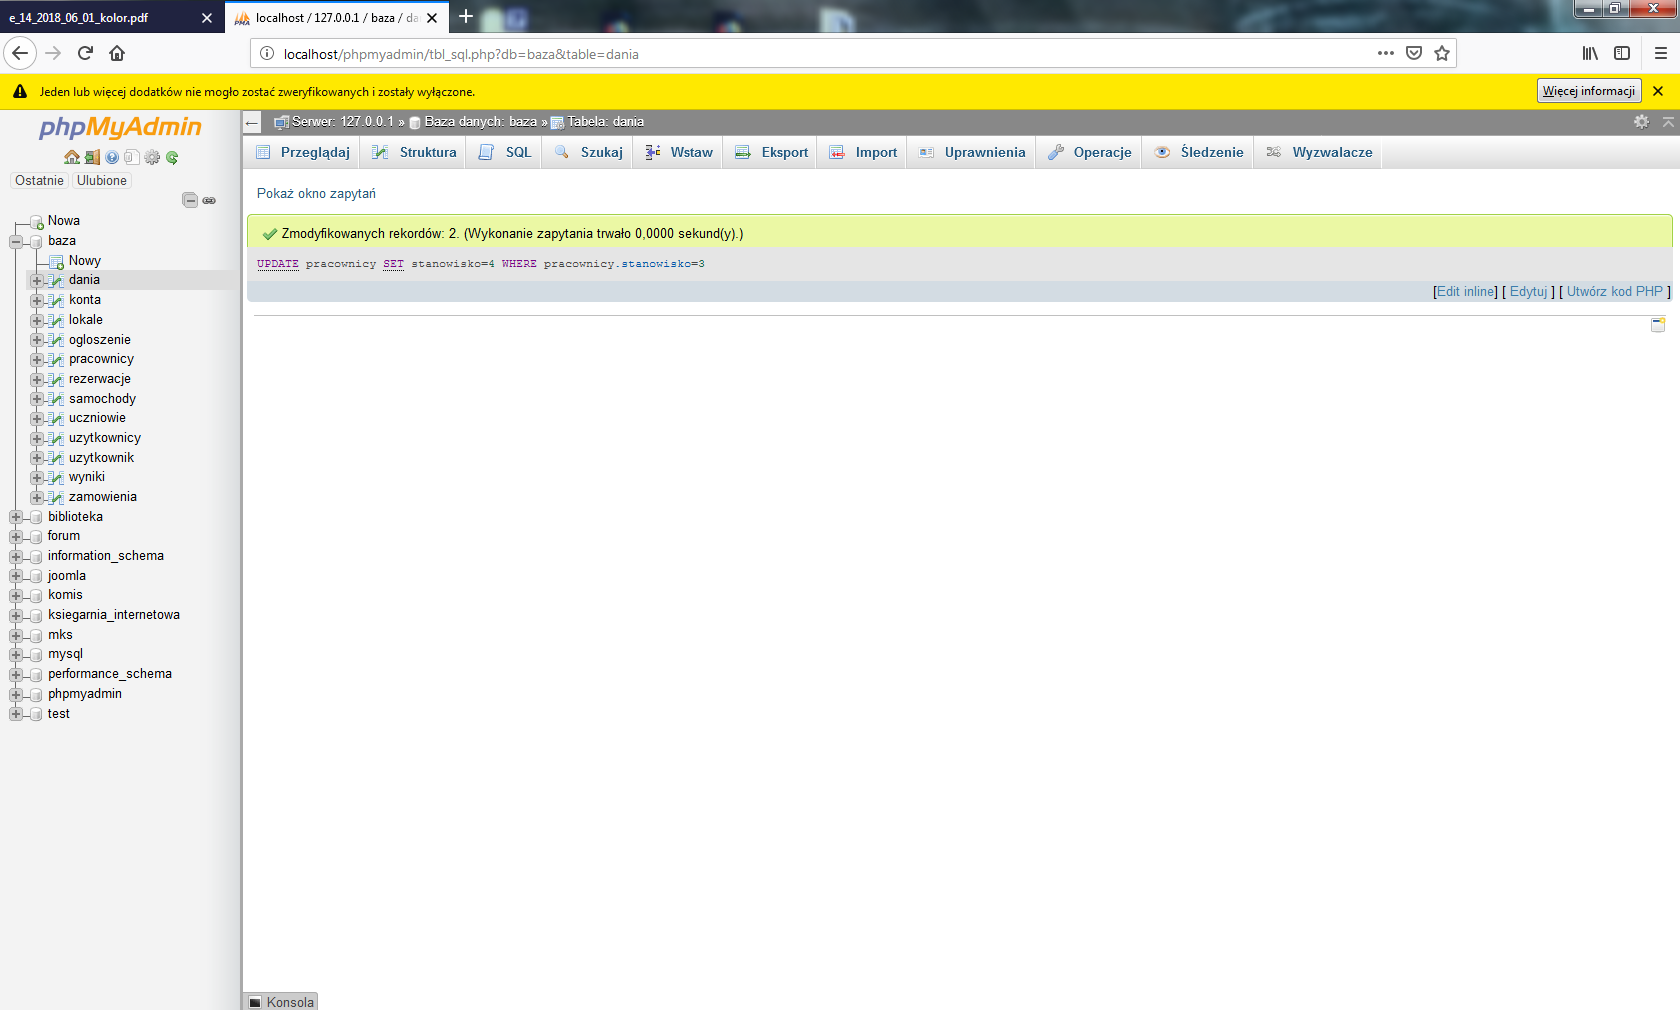 e_14_2018_06_01_kolor.pdf
localhost / 127.0.0.1 / baza / da
localhost/phpmyadmin/tbl_sql.php?db=baza&table=dania
Jeden lub więcej dodatków nie mogło zostać zweryfikowanych i zostały wyłączone.
Więcej informacji
phpMyAdmin
Serwer: 127.0.0.1 » Baza danych: baza » Tabela: dania
Przeglądaj Struktura SQL Szukaj Wstaw Eksport Import Uprawnienia Operacje Śledzenie Wyzwalacze
Ostatnie Ulubione
Nowa
baza
Nowy
dania
konta
lokale
ogloszenie
pracownicy
rezerwacje
samochody
uczniowie
uzytkownicy
uzytkownik
wyniki
zamowienia
biblioteka
forum
information_schema
joomla
komis
ksiegarnia_internetowa
mks
mysql
performance_schema
phpmyadmin
test
Pokaż okno zapytań
Zmodyfikowanych rekordów: 2. (Wykonanie zapytania trwało 0,0000 sekund(y).)
UPDATE pracownicy SET stanowisko=4 WHERE pracownicy.stanowisko=3
[Edit inline] [ Edytuj ] [ Utwórz kod PHP ]
Konsola